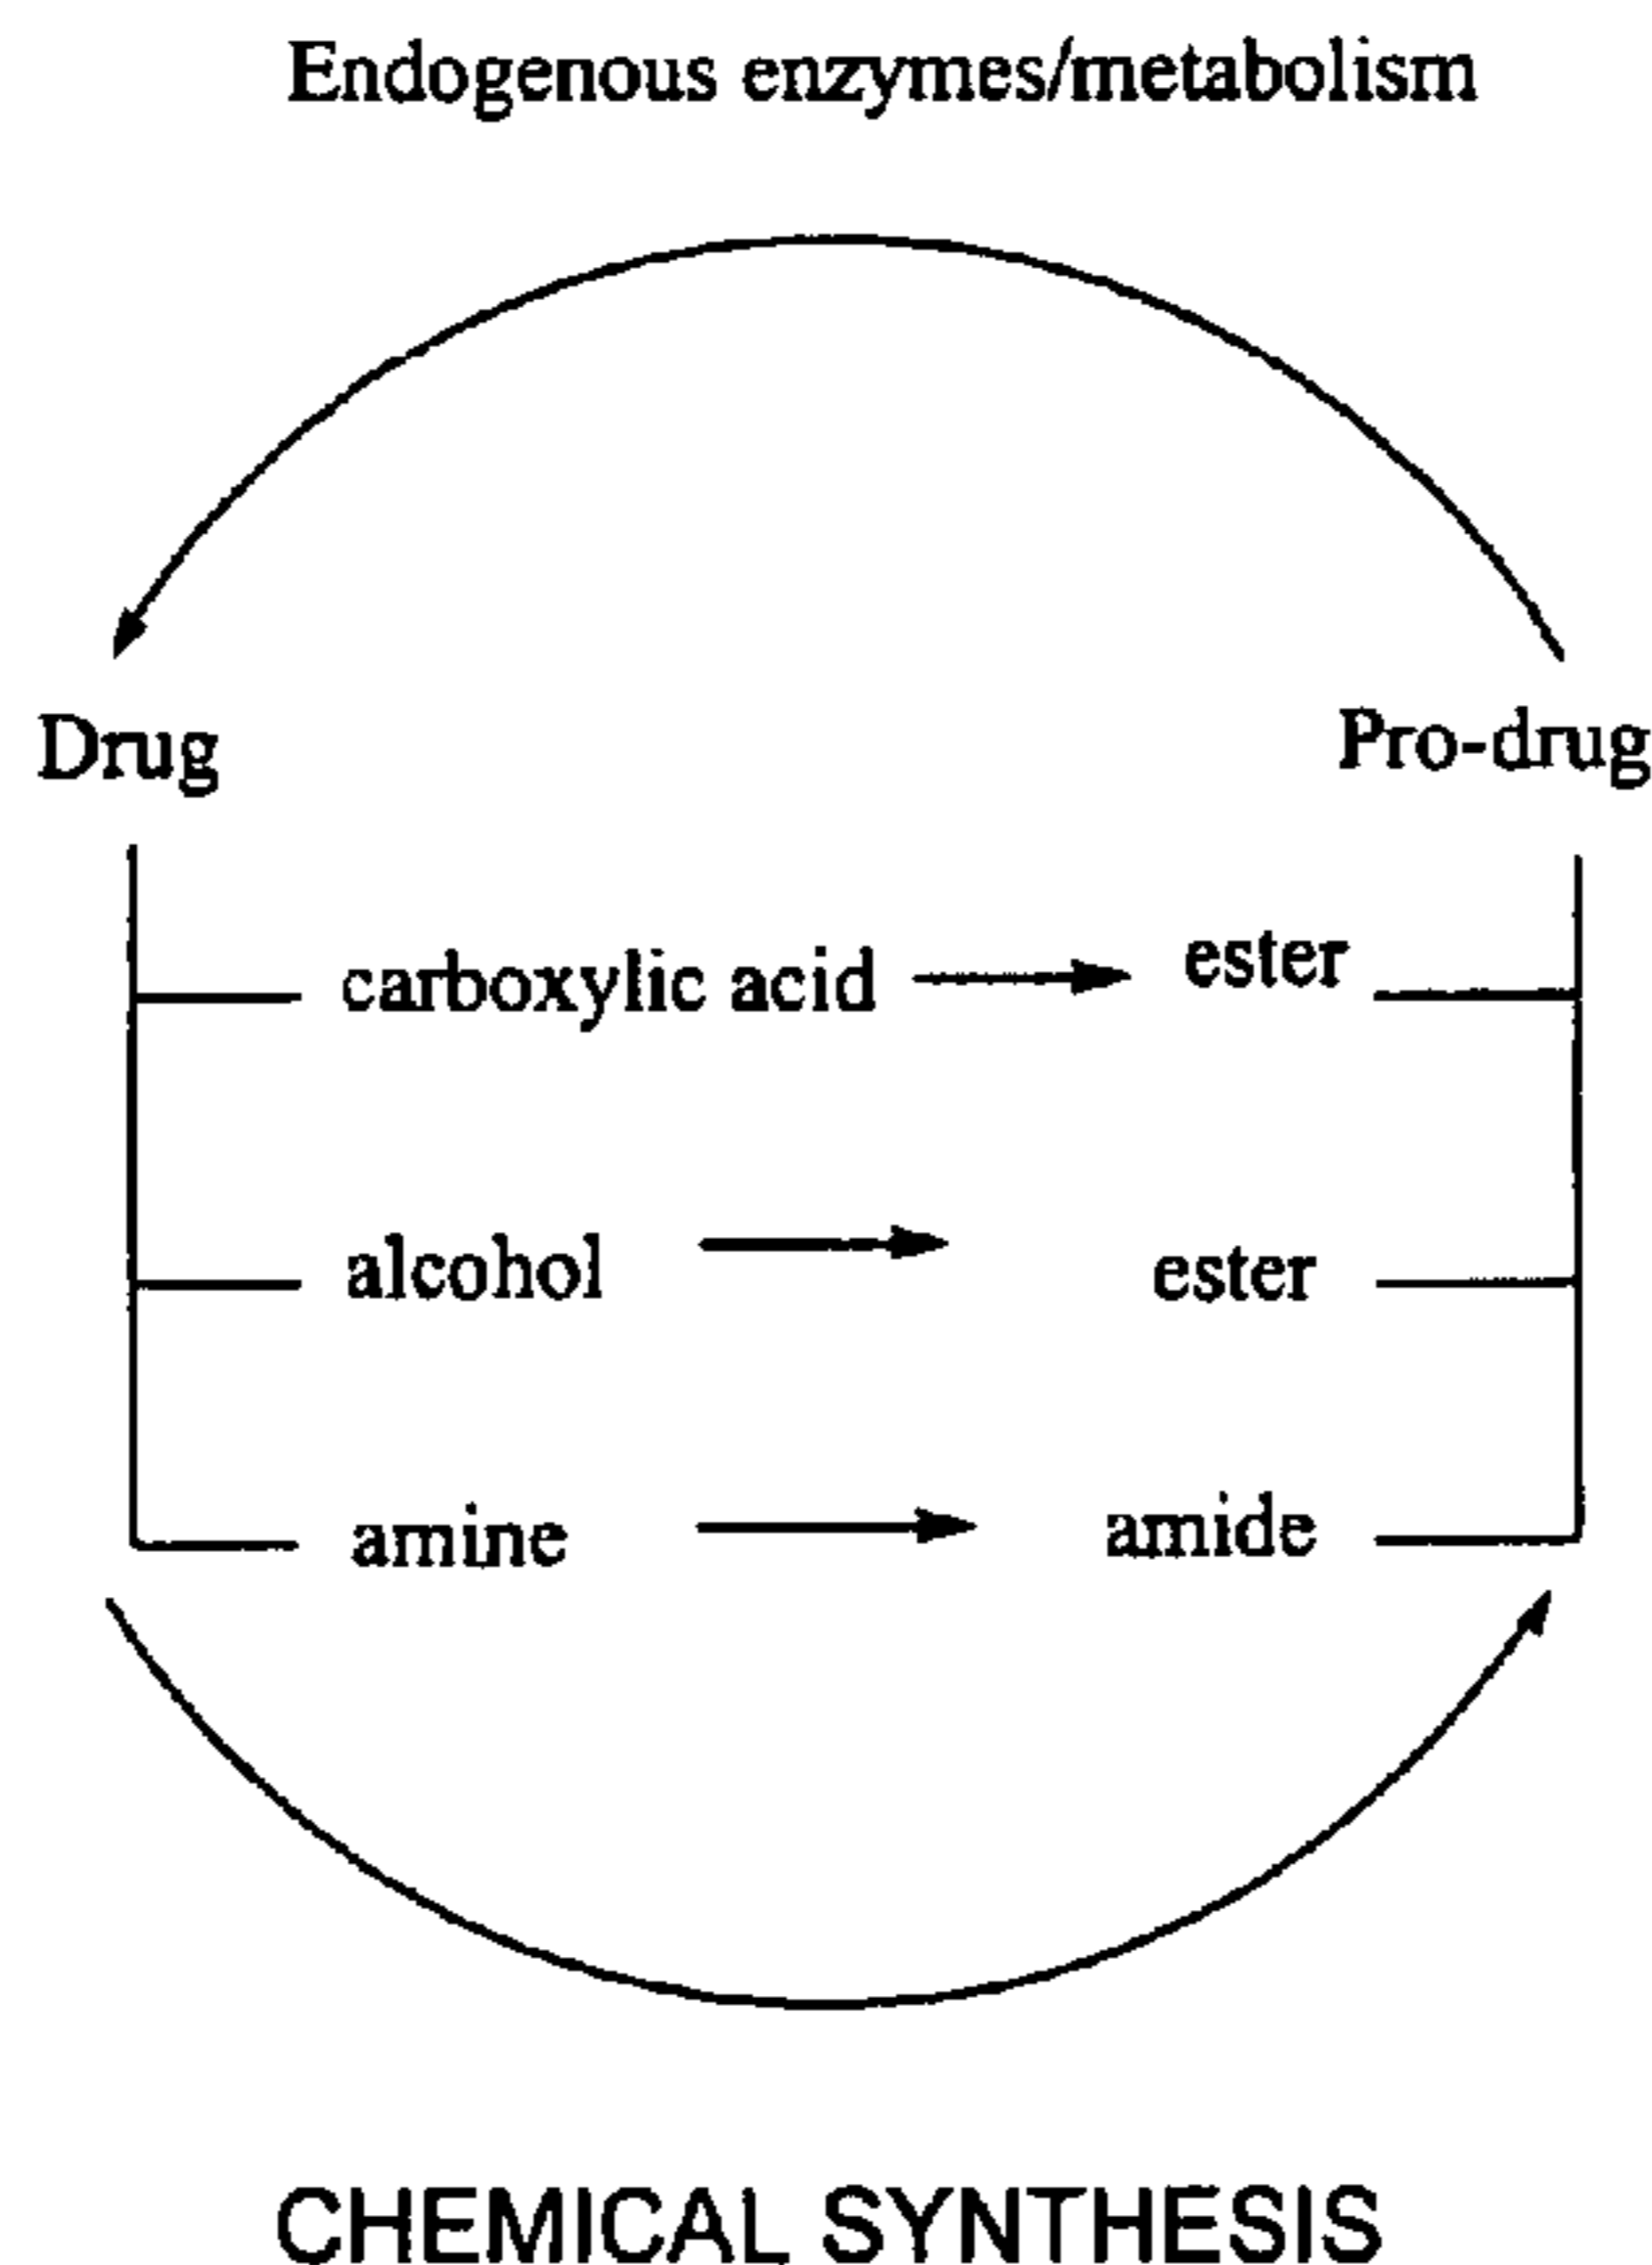 Endogenous enzymes/metabolism
Drug
Pro-drug
carboxylic acid
ester
alcohol
ester
amine
amide
CHEMICAL SYNTHESIS